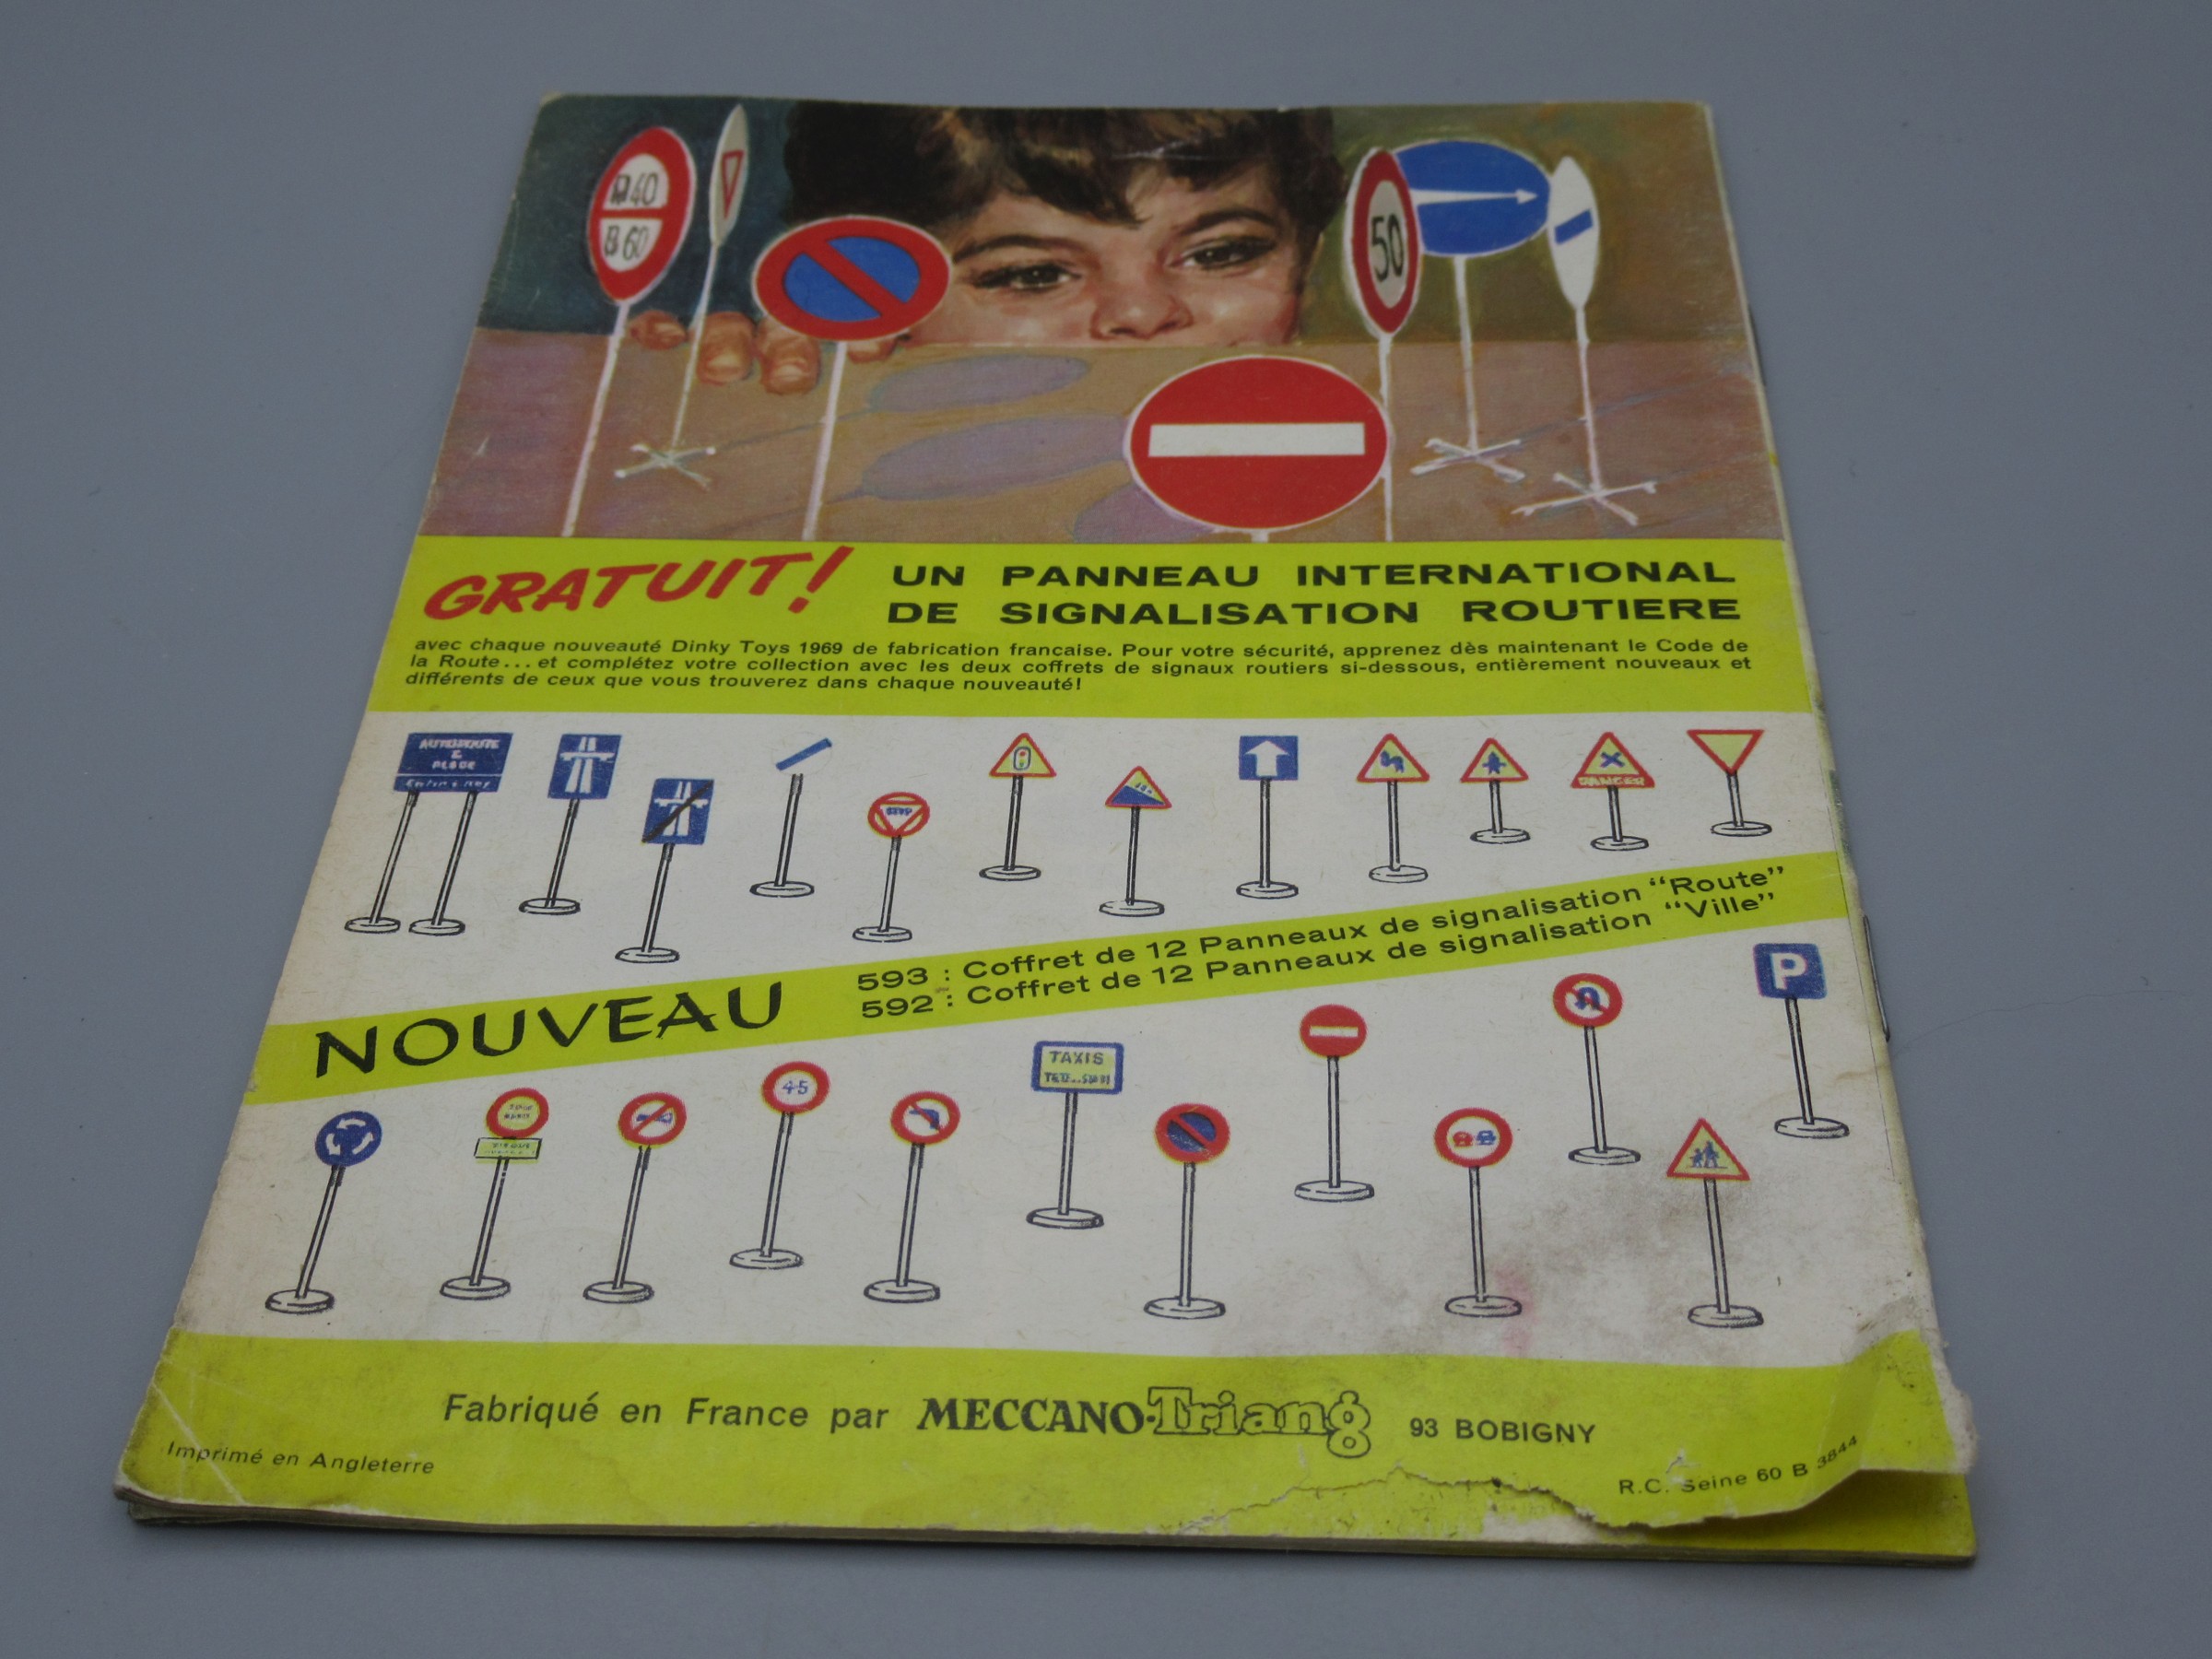 40
60
50
GRATUIT!
UN PANNEAU INTERNATIONAL
DE SIGNALISATION ROUTIERE
avec chaque nouveauté Dinky Toys 1969 de fabrication francaise. Pour votre sécurité, apprenez dès maintenant le Code de
la Route... et complétez votre collection avec les deux coffrets de signaux routiers si-dessous, entièrement nouveaux et
différents de ceux que vous trouverez dans chaque nouveauté!
AUTOROUTE
&
PLACE
STOP
DANGER
593 : Coffret de 12 Panneaux de signalisation "Route"
592 : Coffret de 12 Panneaux de signalisation "Ville"
NOUVEAU
P
TAXIS
45
Fabriqué en France par MECCANO-Triang 93 BOBIGNY
Imprimé en Angleterre
R.C. Seine 60 B 3844